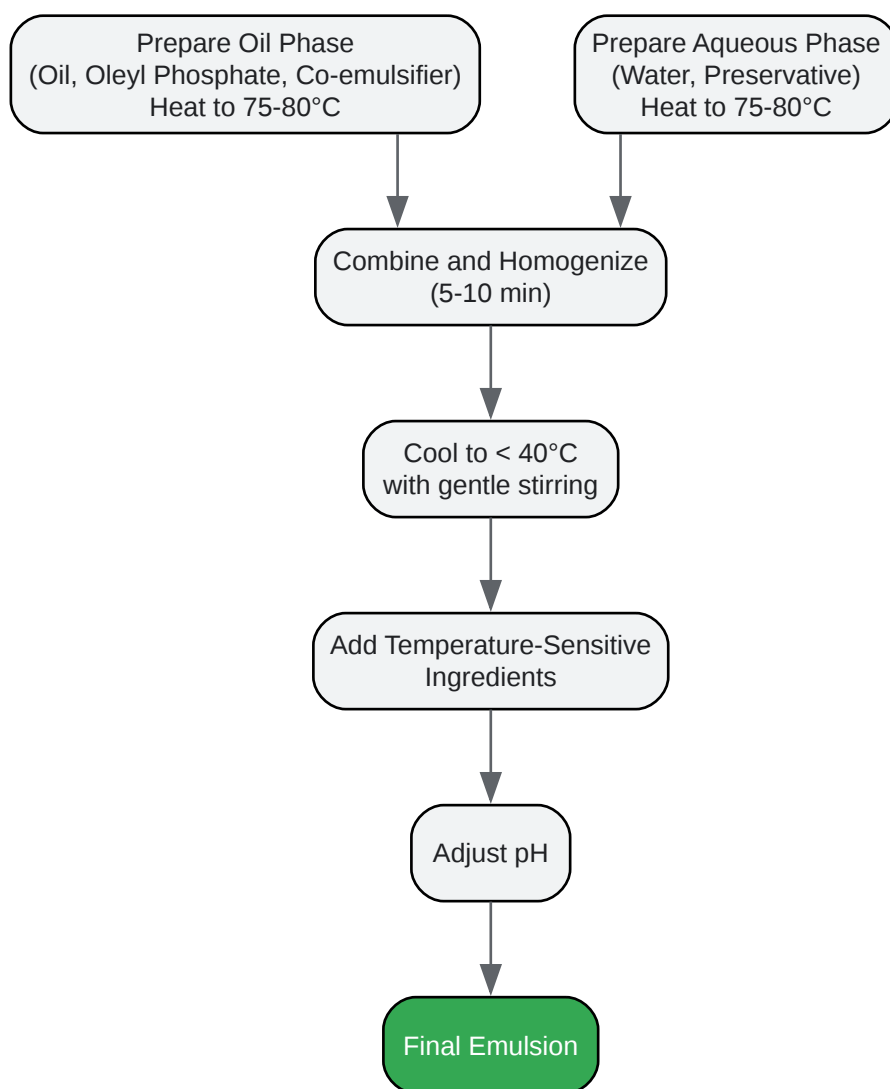 Prepare Oil Phase
(Oil, Oleyl Phosphate, Co-emulsifier)
Heat to 75-80°C
Prepare Aqueous Phase
(Water, Preservative)
Heat to 75-80°C
Combine and Homogenize
(5-10 min)
Cool to < 40°C
with gentle stirring
Add Temperature-Sensitive
Ingredients
Adjust pH
Final Emulsion